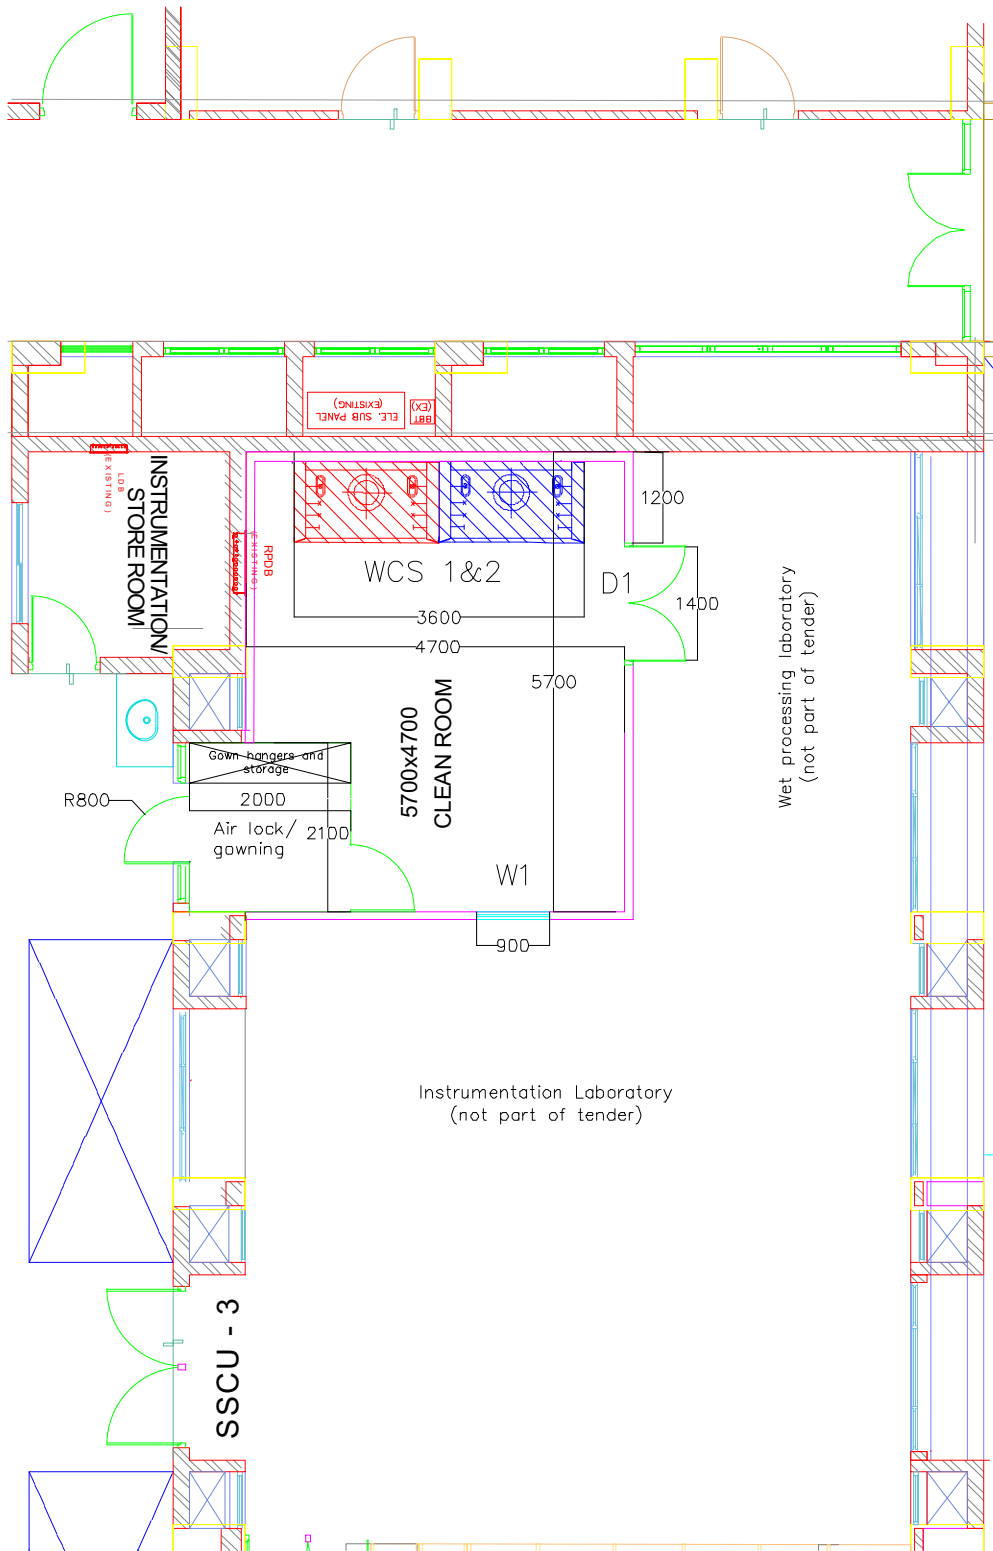 ELE. SUB PANEL
(EXISTING)
BBT
(EX)
LDB
(EXISTING)
INSTRUMENTATION/
STORE ROOM
RPDB
(EXISTING)
WCS 1&2
1200
D1
1400
3600
4700
5700
5700x4700
CLEAN ROOM
Wet processing laboratory
(not part of tender)
Gown hangers and
storage
R800
2000
Air lock/
gowning
2100
W1
900
Instrumentation Laboratory
(not part of tender)
SSCU - 3